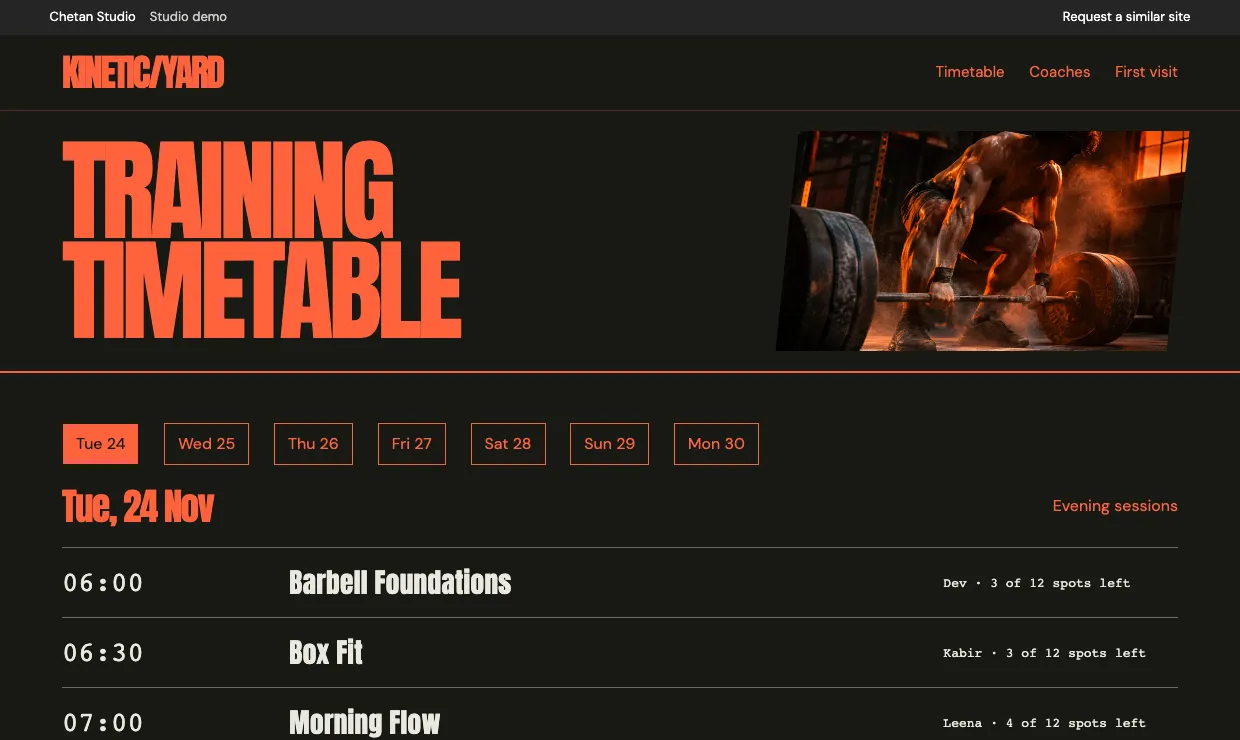 Chetan Studio Studio demo Request a similar site
KINETIC/YARD Timetable Coaches First visit
TRAINING
TIMETABLE
Tue 24 Wed 25 Thu 26 Fri 27 Sat 28 Sun 29 Mon 30
Tue, 24 Nov Evening sessions
06:00 Barbell Foundations Dev · 3 of 12 spots left
06:30 Box Fit Kabir · 3 of 12 spots left
07:00 Morning Flow Leena · 4 of 12 spots left